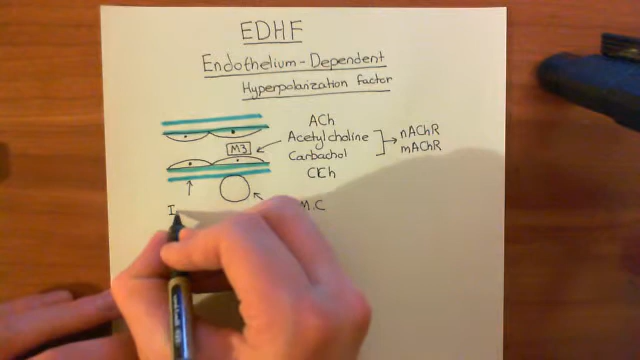 EDHF
Endothelium-Dependent
Hyperpolarization factor
ACh
Acetylcholine
Carbachol
CCh
nAChR
mAChR
M3
M.C
I